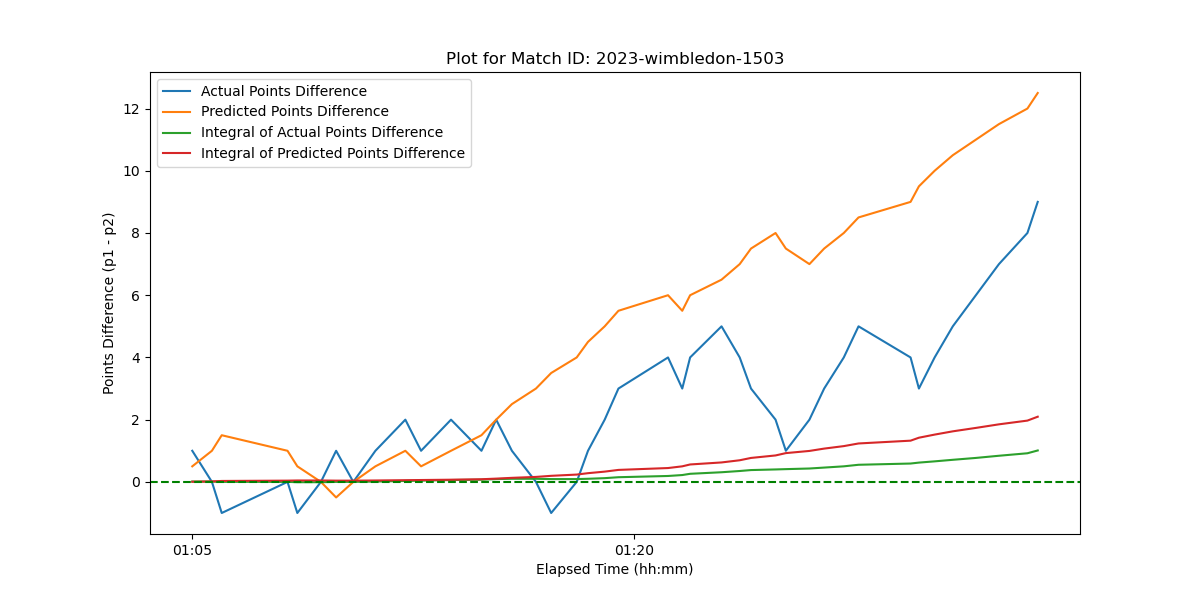 Plot for Match ID: 2023-wimbledon-1503
Actual Points Difference
Predicted Points Difference
Integral of Actual Points Difference
Integral of Predicted Points Difference
Points Difference (p1 - p2)
12
10
8
6
4
2
0
01:05
01:20
Elapsed Time (hh:mm)